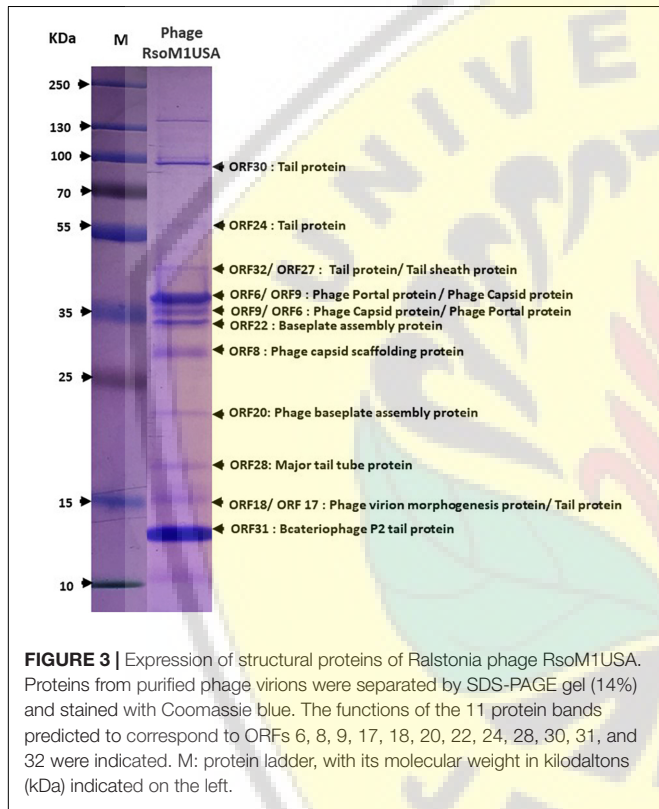 KDa M Phage
RsoM1USA
250
130
100
70
55
35
25
15
10
ORF30 : Tail protein
ORF24 : Tail protein
ORF32/ ORF27 : Tail protein/ Tail sheath protein
ORF6/ ORF9 : Phage Portal protein / Phage Capsid protein
ORF9/ ORF6 : Phage Capsid protein/ Phage Portal protein
ORF22 : Baseplate assembly protein
ORF8 : Phage capsid scaffolding protein
ORF20: Phage baseplate assembly protein
ORF28: Major tail tube protein
ORF18/ ORF 17 : Phage virion morphogenesis protein/ Tail protein
ORF31 : Bcateriophage P2 tail protein
FIGURE 3 | Expression of structural proteins of Ralstonia phage RsoM1USA.
Proteins from purified phage virions were separated by SDS-PAGE gel (14%)
and stained with Coomassie blue. The functions of the 11 protein bands
predicted to correspond to ORFs 6, 8, 9, 17, 18, 20, 22, 24, 28, 30, 31, and
32 were indicated. M: protein ladder, with its molecular weight in kilodaltons
(kDa) indicated on the left.
UNIVE